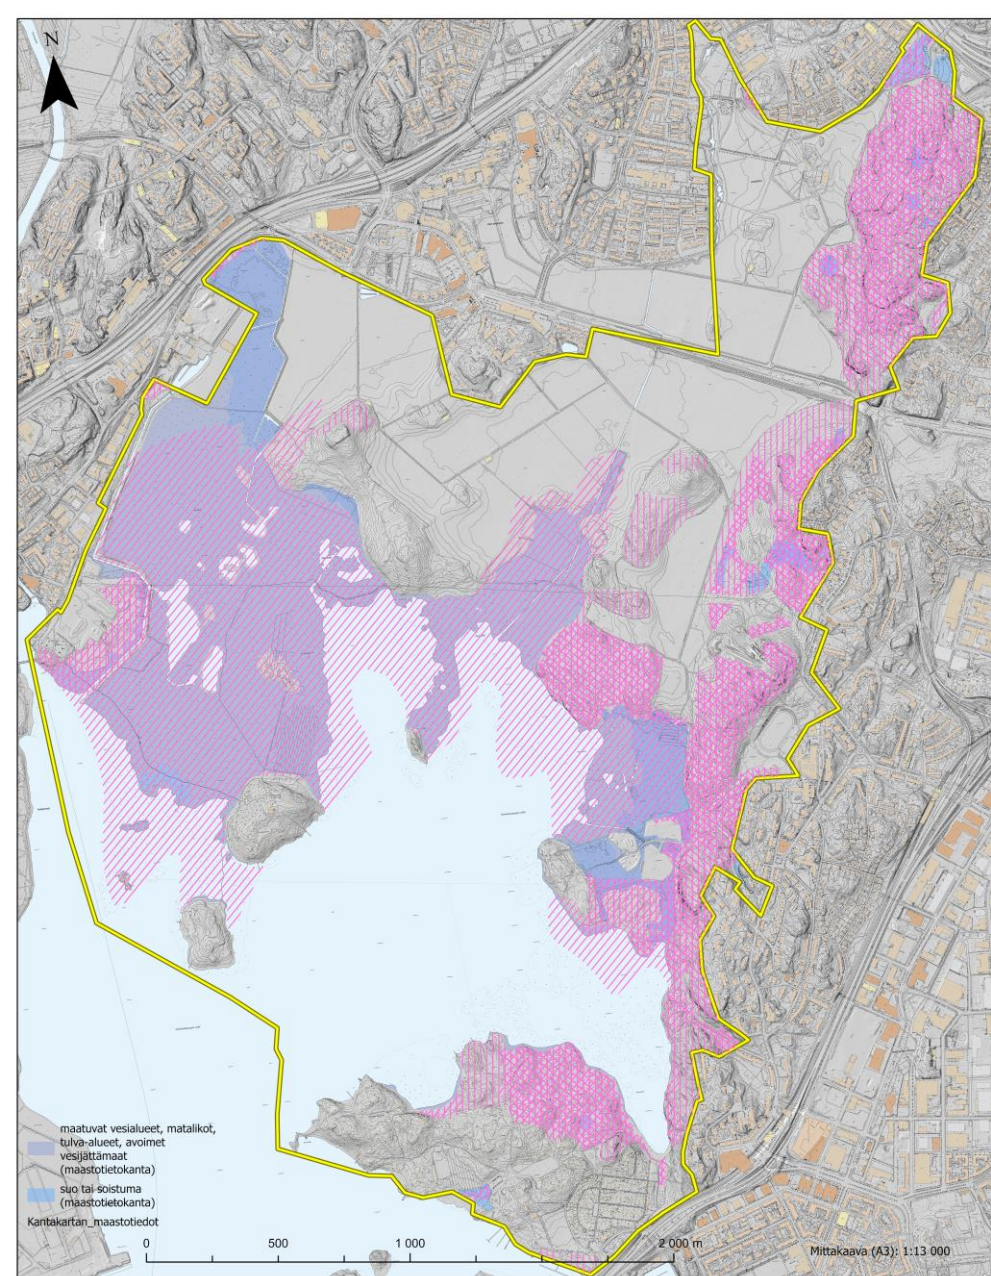 N
maatuvat vesialueet, matalikot,
tulva-alueet, avoimet
vesijättämaat
(maastotietokanta)
suo tai soistuma
(maastotietokanta)
Kantakartan_maastotiedot
0 500 1 000 2 000 m
Mittakaava (A3): 1:13 000